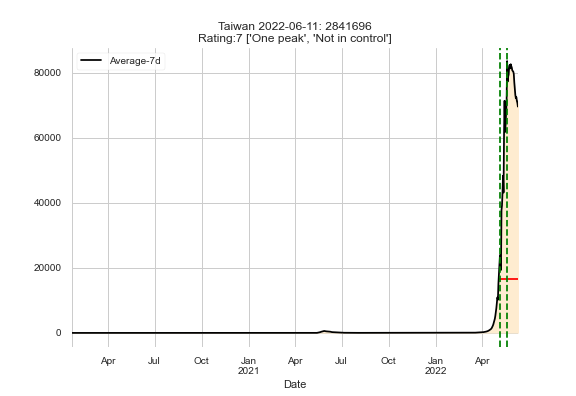 Taiwan 2022-06-11: 2841696
Rating:7 ['One peak', 'Not in control']
Average-7d
80000
60000
40000
20000
0
Apr Jul Oct Jan Apr Jul Oct Jan Apr
2021 2022
Date